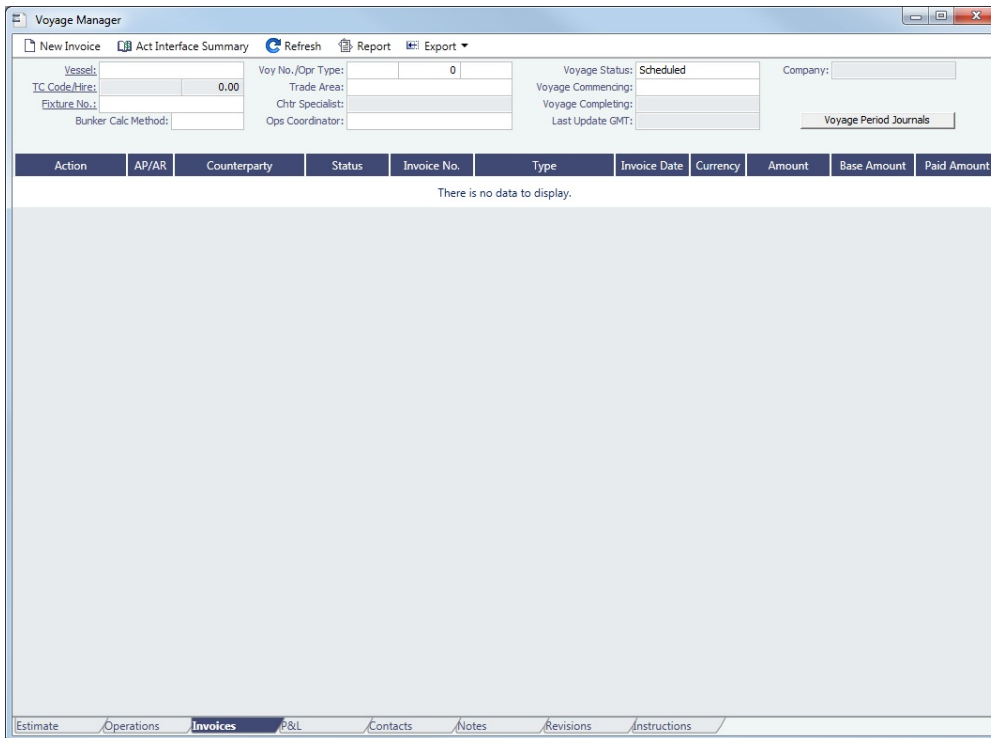 Voyage Manager
New Invoice Act Interface Summary Refresh Report Export
Vessel: Voy No./Opr Type: 0 Voyage Status: Scheduled Company:
TC Code/Hire: 0.00 Trade Area: Voyage Commencing:
Fixture No.: Chtr Specialist: Voyage Completing:
Bunker Calc Method: Ops Coordinator: Last Update GMT: Voyage Period Journals
Action AP/AR Counterparty Status Invoice No. Type Invoice Date Currency Amount Base Amount Paid Amount
There is no data to display.
Estimate Operations Invoices P&L Contacts Notes Revisions Instructions